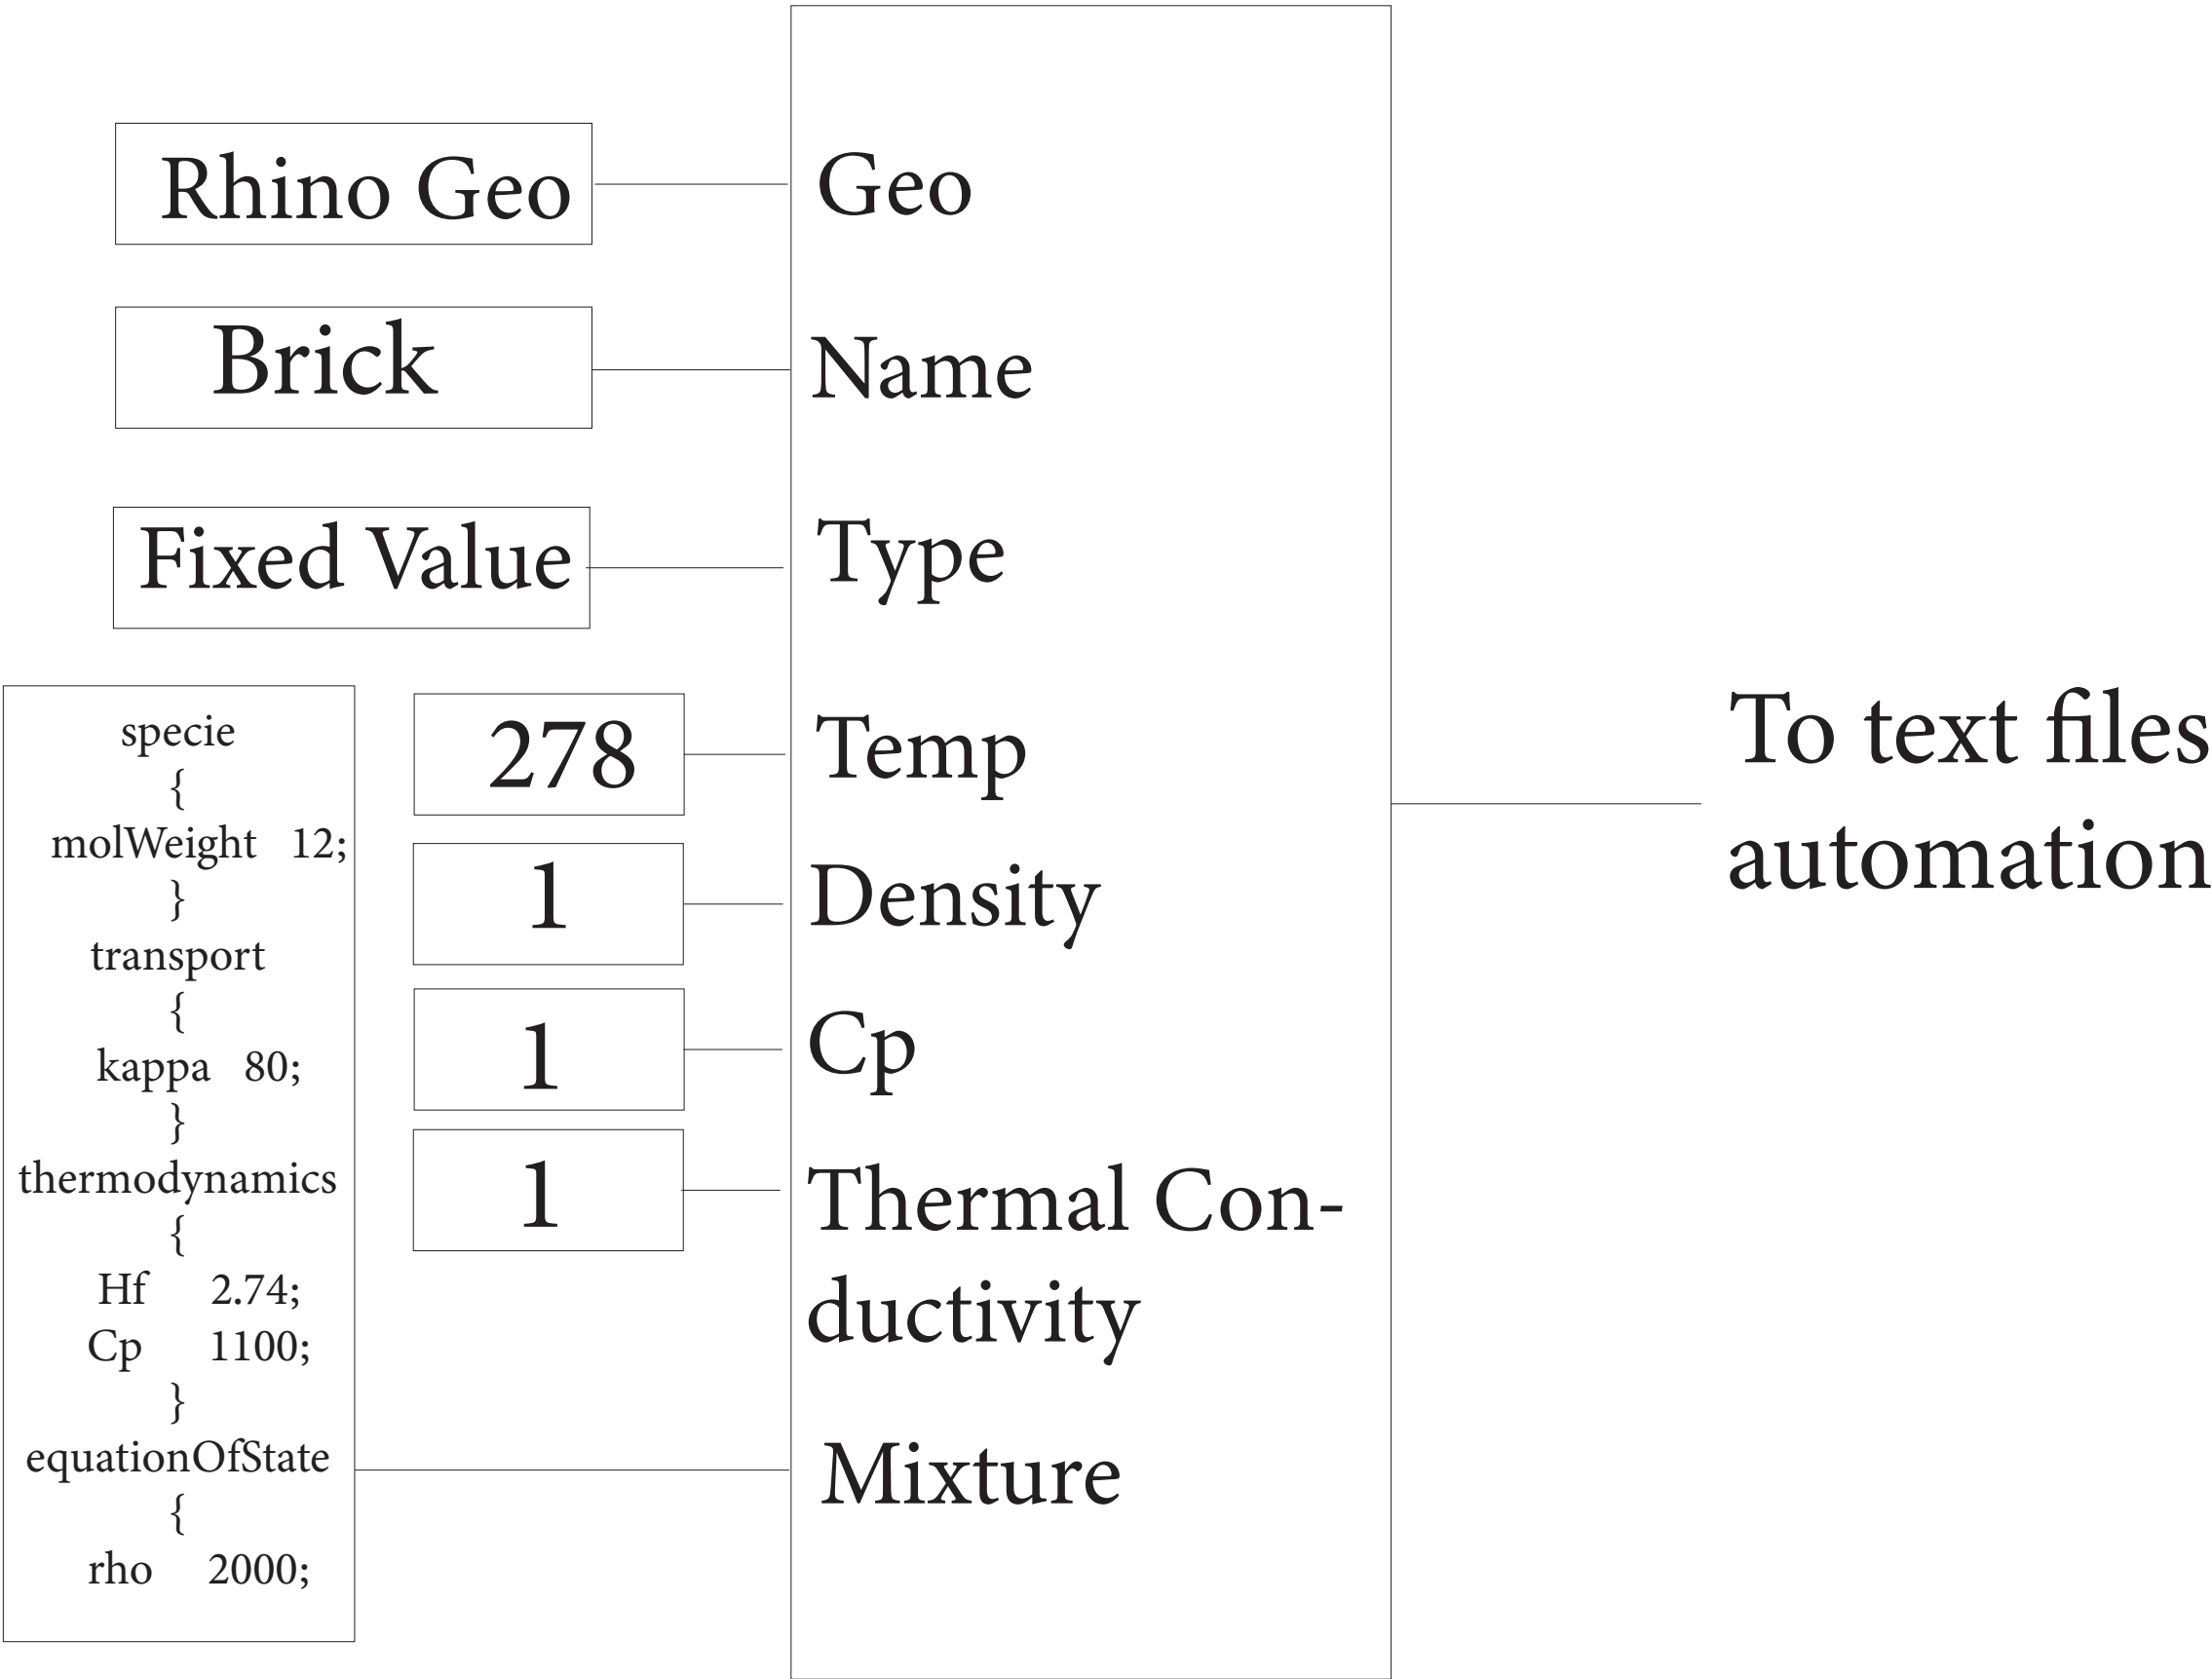 Rhino Geo
Geo
Brick
Name
Fixed Value
Type
specie
{
molWeight 12;
}
transport
{
kappa 80;
}
thermodynamics
{
Hf 2.74;
Cp 1100;
}
equationOfState
{
rho 2000;
278
Temp
1
Density
1
Cp
1
Thermal Con-
ductivity
Mixture
To text files
automation